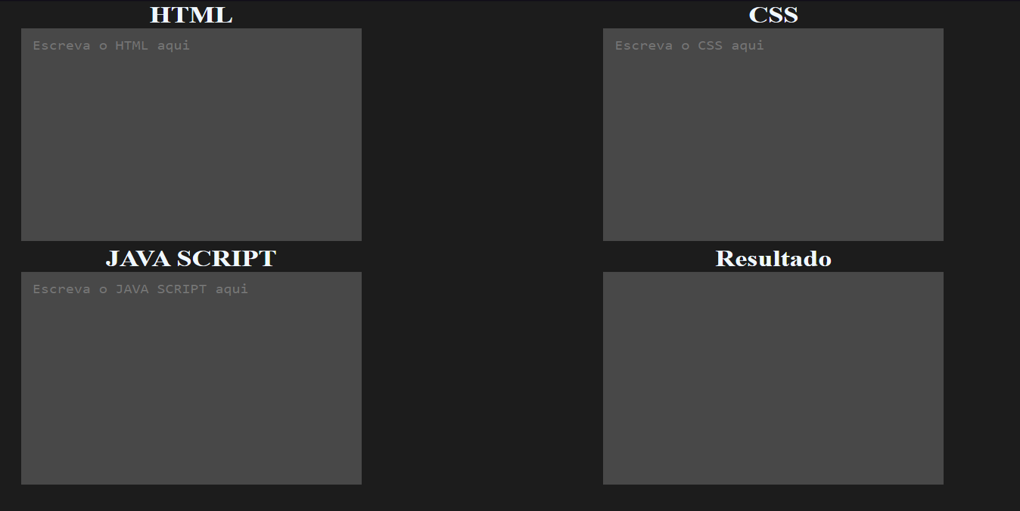 HTML
CSS
Escreva o HTML aqui
Escreva o CSS aqui
JAVA SCRIPT
Resultado
Escreva o JAVA SCRIPT aqui